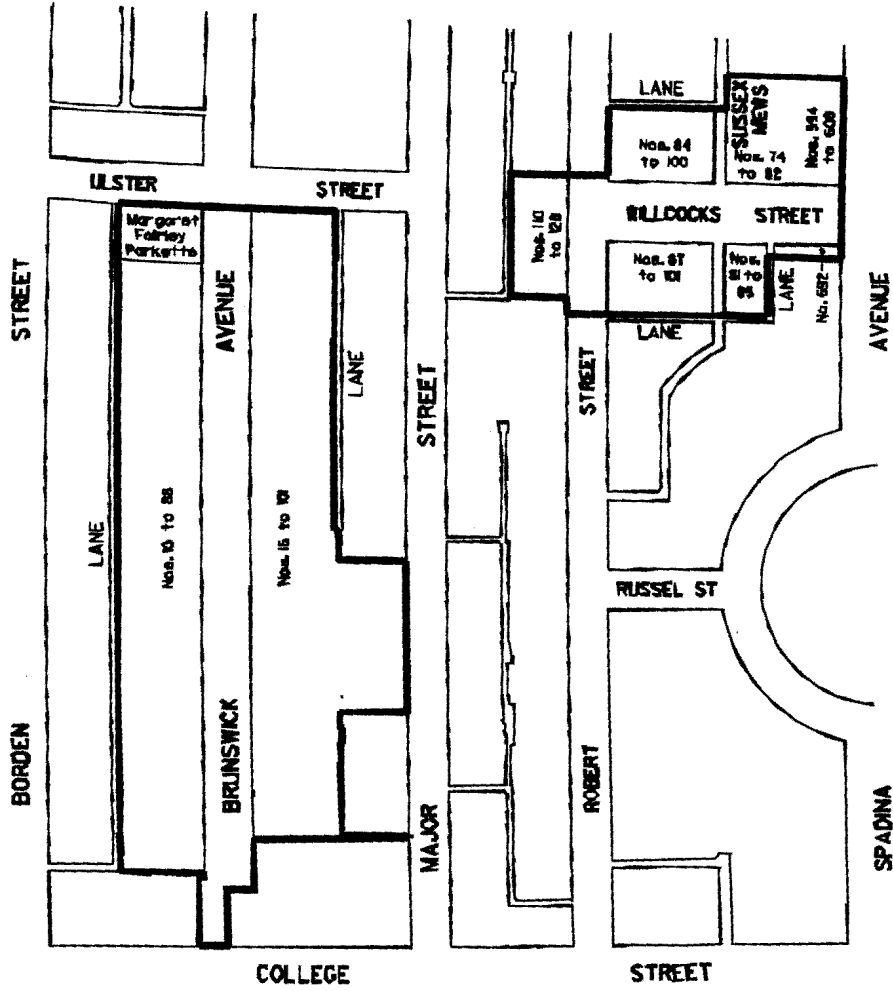 LANE
SUSSEX
MEWS
Nos. 84
to 100
Nos. 74
to 82
Nos. 594
to 608
ULSTER STREET
Margaret
Fairley
Parkette
WILLCOCKS STREET
Nos. 110
to 128
Nos. 87
to 101
Nos.
81 to
85
LANE
No. 592
LANE
STREET
AVENUE
STREET
STREET
AVENUE
LANE
LANE
Nos. 10 to 88
Nos. 15 to 101
RUSSEL ST
BORDEN
BRUNSWICK
MAJOR
ROBERT
SPADINA
COLLEGE STREET